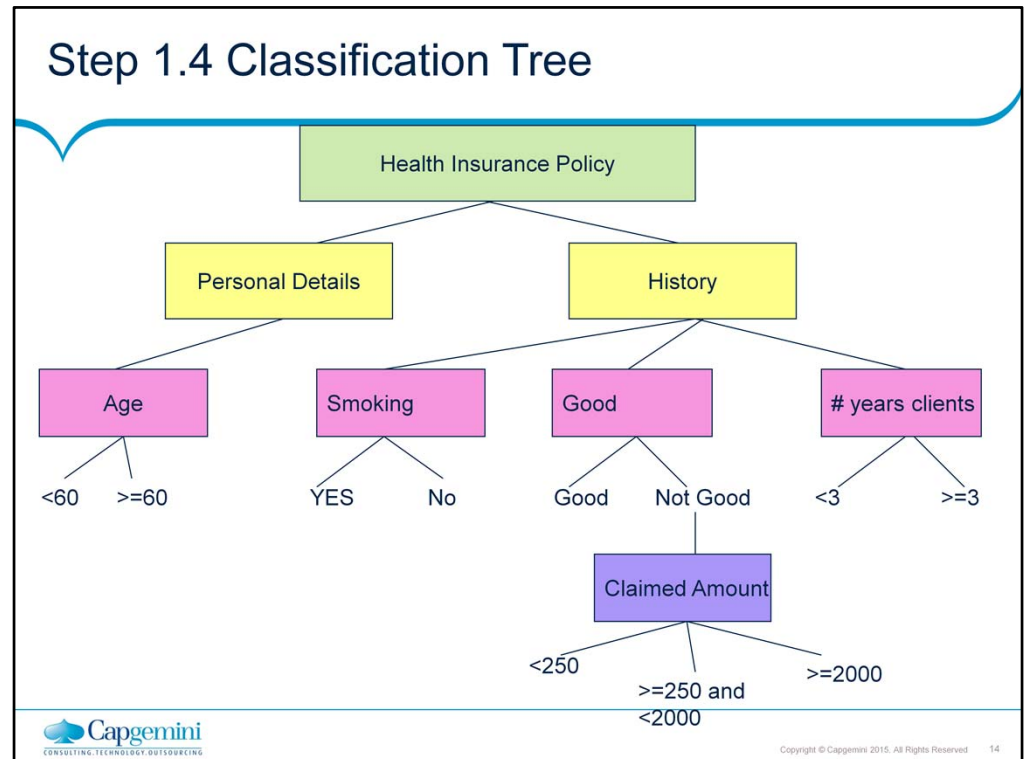 Step 1.4 Classification Tree
Health Insurance Policy
Personal Details
History
Age
Smoking
Good
# years clients
<60
>=60
YES
No
Good
Not Good
<3
>=3
Claimed Amount
<250
>=250 and
<2000
>=2000
Capgemini
CONSULTING.TECHNOLOGY.OUTSOURCING
Copyright © Capgemini 2015. All Rights Reserved
14